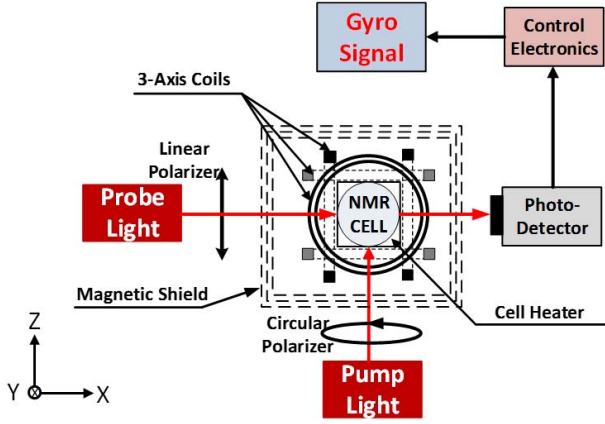 Gyro
Signal
Control
Electronics
3-Axis Coils
Linear
Polarizer
Probe
Light
NMR
CELL
Photo-
Detector
Magnetic Shield
Circular
Polarizer
Cell Heater
Pump
Light
Z
Y
X